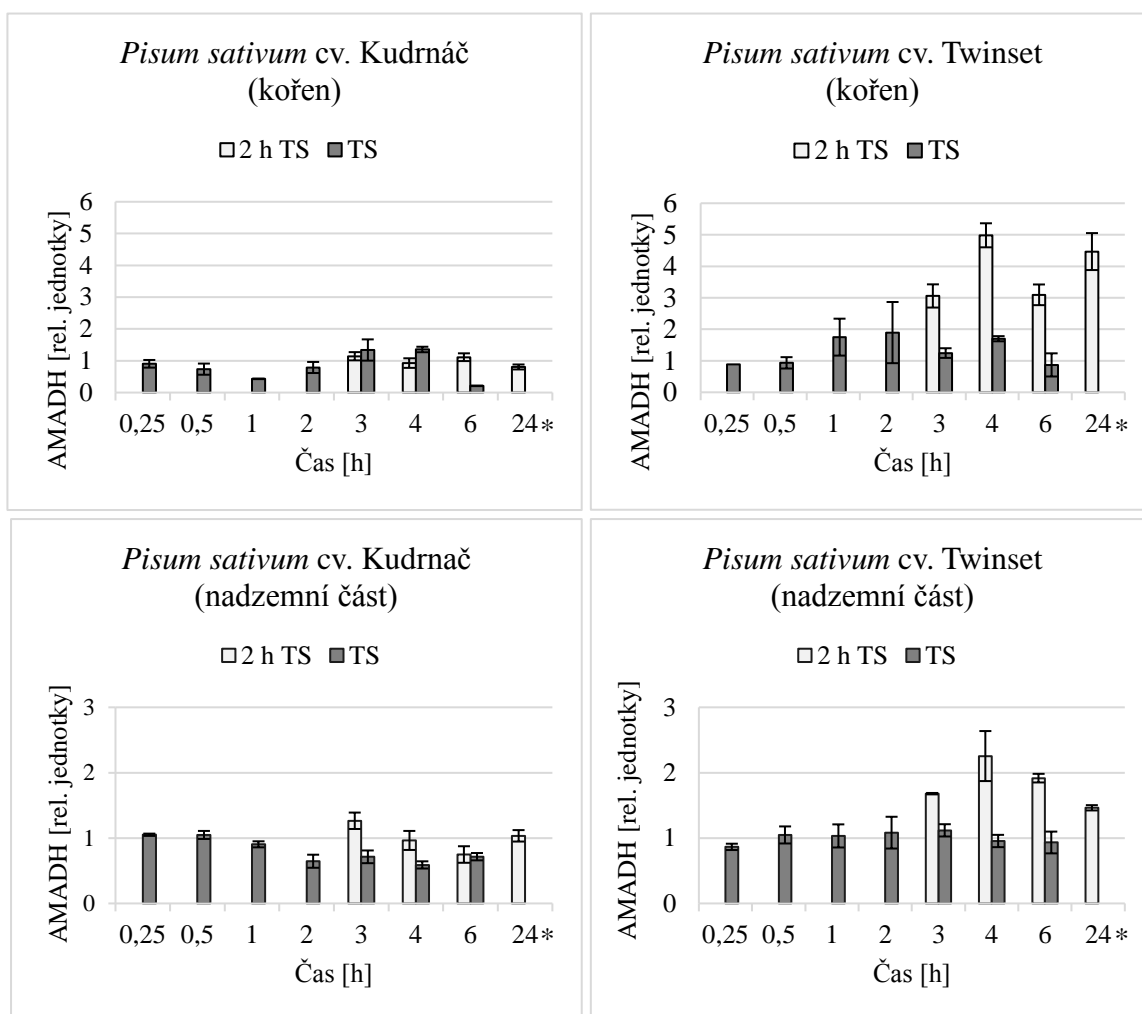 Pisum sativum cv. Kudrnáč
(kořen)
2 h TS TS
AMADH [rel. jednotky]
6
5
4
3
2
1
0
0,25 0,5 1 2 3 4 6 24*
Čas [h]
Pisum sativum cv. Twinset
(kořen)
2 h TS TS
AMADH [rel. jednotky]
6
5
4
3
2
1
0
0,25 0,5 1 2 3 4 6 24*
Čas [h]
Pisum sativum cv. Kudrnač
(nadzemní část)
2 h TS TS
AMADH [rel. jednotky]
3
2
1
0
0,25 0,5 1 2 3 4 6 24*
Čas [h]
Pisum sativum cv. Twinset
(nadzemní část)
2 h TS TS
AMADH [rel. jednotky]
3
2
1
0
0,25 0,5 1 2 3 4 6 24*
Čas [h]